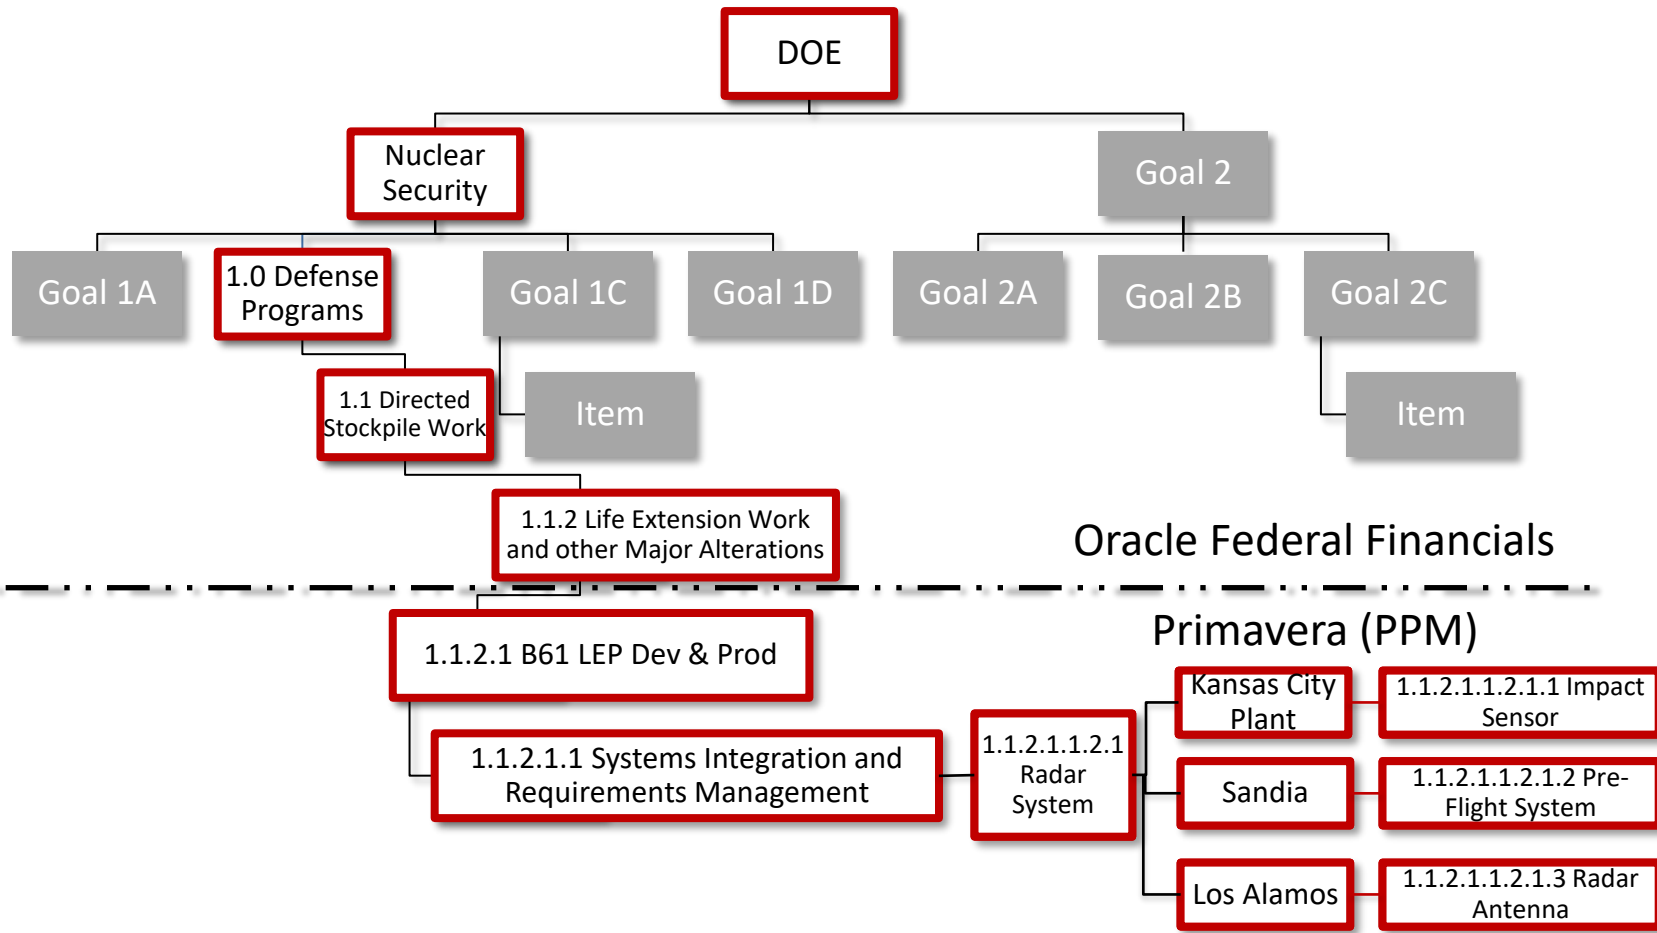 DOE
Nuclear
Security
Goal 2
Goal 1A
1.0 Defense
Programs
Goal 1C
Goal 1D
Goal 2A
Goal 2B
Goal 2C
1.1 Directed
Stockpile Work
Item
Item
1.1.2 Life Extension Work
and other Major Alterations
Oracle Federal Financials
Primavera (PPM)
1.1.2.1 B61 LEP Dev & Prod
1.1.2.1.1 Systems Integration and
Requirements Management
1.1.2.1.1.2.1
Radar
System
Kansas City
Plant
1.1.2.1.1.2.1.1 Impact
Sensor
Sandia
1.1.2.1.1.2.1.2 Pre-
Flight System
Los Alamos
1.1.2.1.1.2.1.3 Radar
Antenna